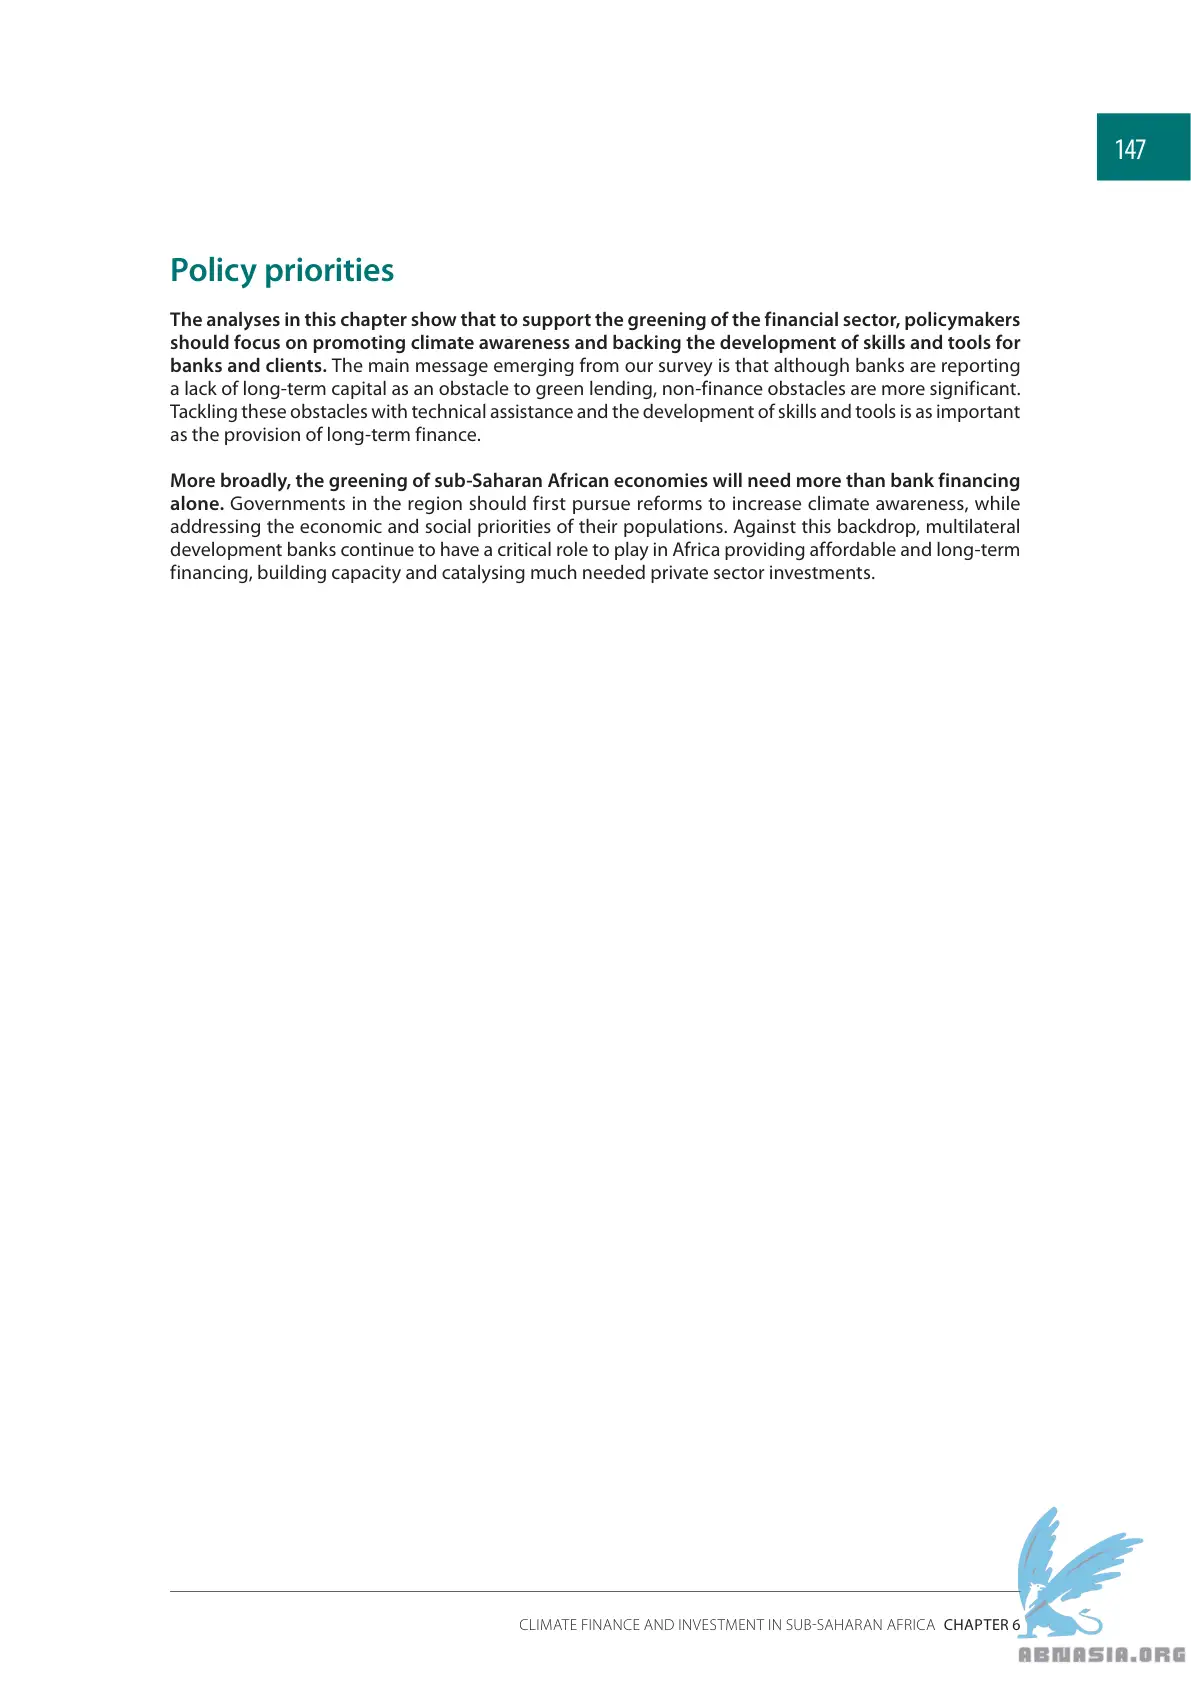 147
Policy priorities
The analyses in this chapter show that to support the greening of the financial sector, policymakers
should focus on promoting climate awareness and backing the development of skills and tools for
banks and clients. The main message emerging from our survey is that although banks are reporting
a lack of long-term capital as an obstacle to green lending, non-finance obstacles are more significant.
Tackling these obstacles with technical assistance and the development of skills and tools is as important
as the provision of long-term finance.
More broadly, the greening of sub-Saharan African economies will need more than bank financing
alone. Governments in the region should first pursue reforms to increase climate awareness, while
addressing the economic and social priorities of their populations. Against this backdrop, multilateral
development banks continue to have a critical role to play in Africa providing affordable and long-term
financing, building capacity and catalysing much needed private sector investments.
CLIMATE FINANCE AND INVESTMENT IN SUB-SAHARAN AFRICA CHAPTER 6
ABNASIA.ORG